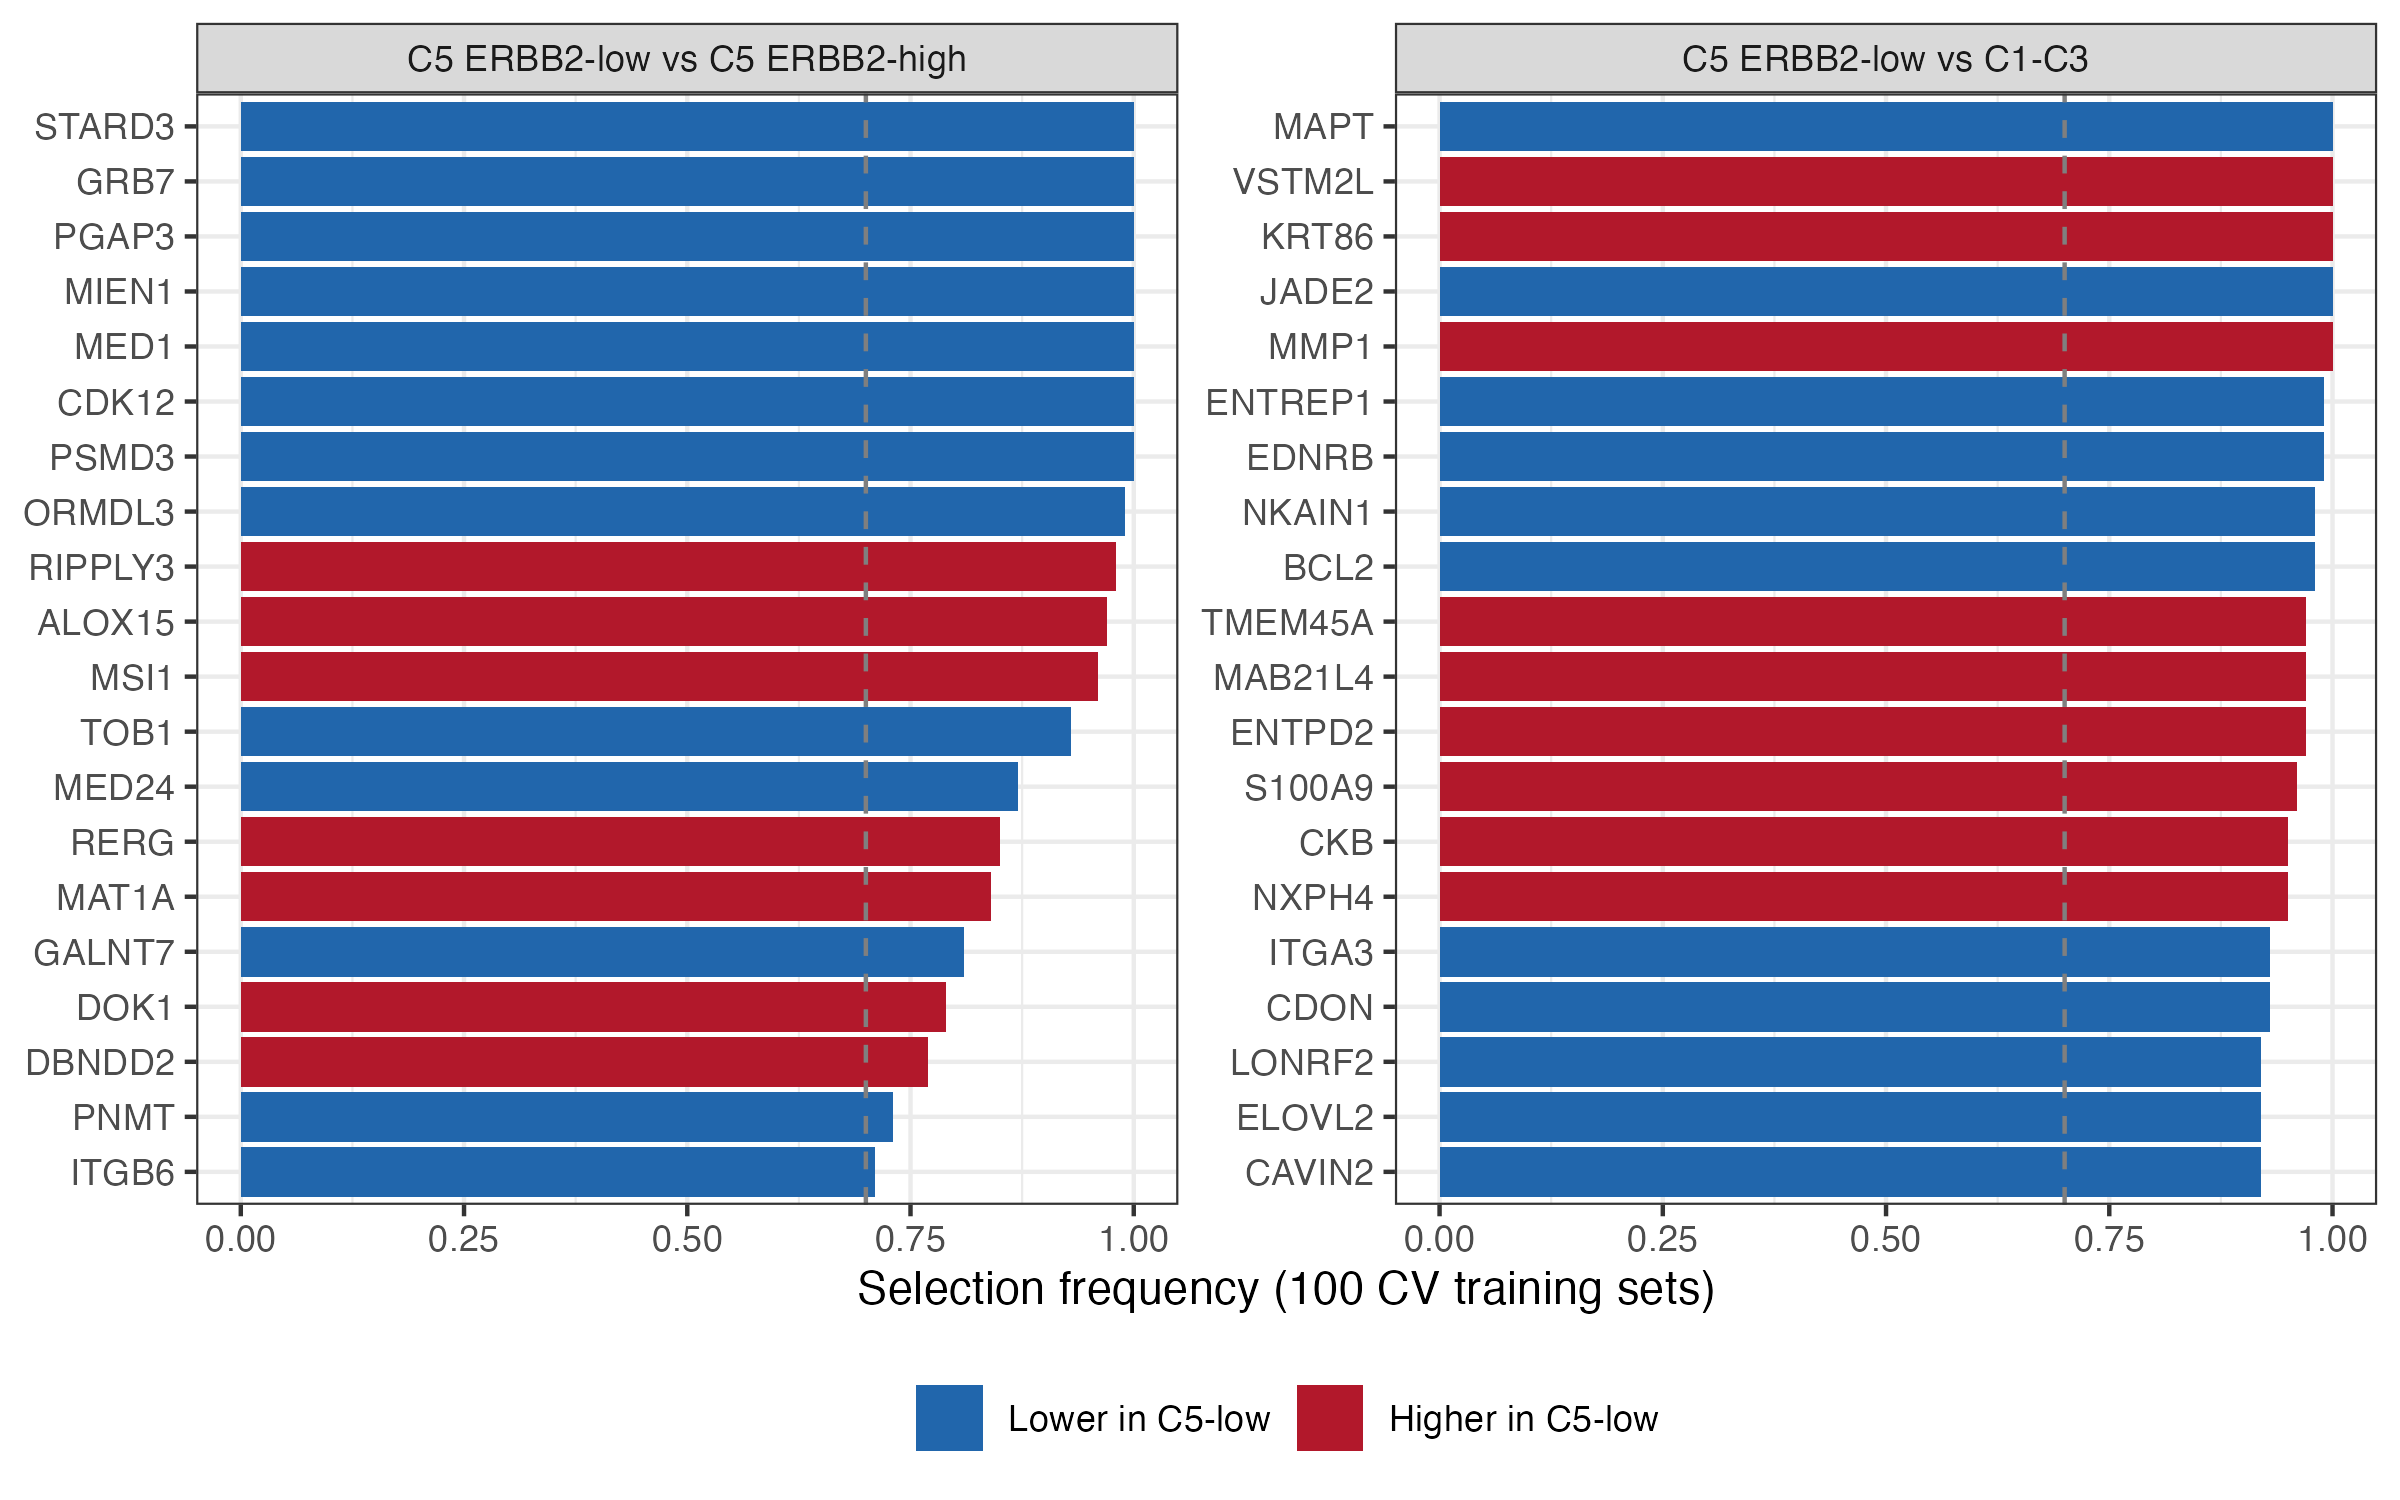 C5 ERBB2-low vs C5 ERBB2-high
STARD3
GRB7
PGAP3
MIEN1
MED1
CDK12
PSMD3
ORMDL3
RIPPLY3
ALOX15
MSI1
TOB1
MED24
RERG
MAT1A
GALNT7
DOK1
DBNDD2
PNMT
ITGB6
0.00 0.25 0.50 0.75 1.00
C5 ERBB2-low vs C1-C3
MAPT
VSTM2L
KRT86
JADE2
MMP1
ENTREP1
EDNRB
NKAIN1
BCL2
TMEM45A
MAB21L4
ENTPD2
S100A9
CKB
NXPH4
ITGA3
CDON
LONRF2
ELOVL2
CAVIN2
0.00 0.25 0.50 0.75 1.00
Selection frequency (100 CV training sets)
Lower in C5-low Higher in C5-low